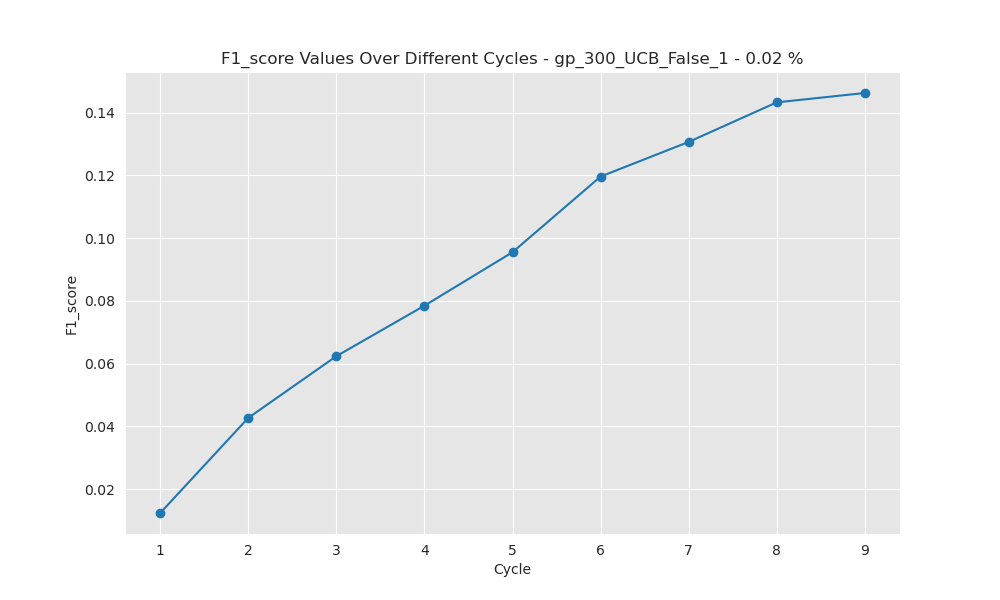 F1_score Values Over Different Cycles - gp_300_UCB_False_1 - 0.02 %
0.14
0.12
0.10
0.08
0.06
0.04
0.02
F1_score
1 2 3 4 5 6 7 8 9
Cycle